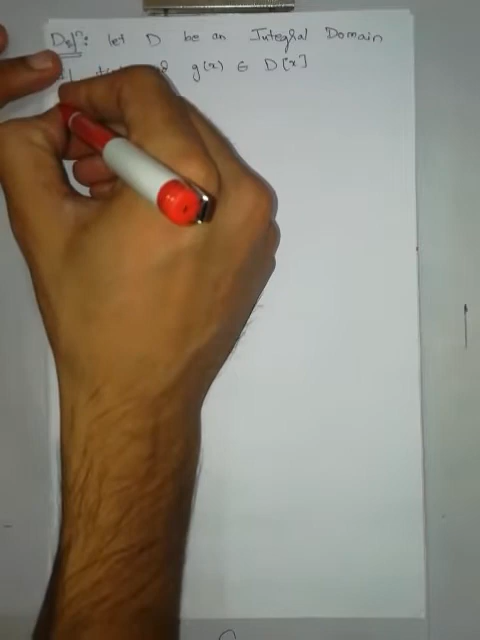 Defⁿ: let D be an Integral Domain
g(x) ∈ D[x]